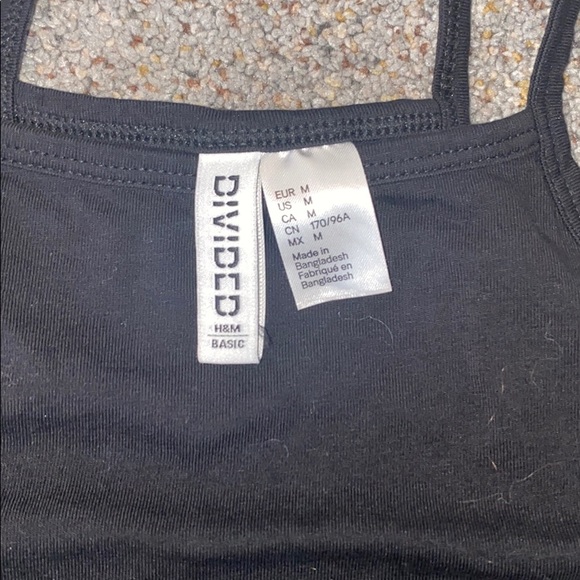 DIVIDED
H&M
BASIC
EUR M
US M
CA M
CN 170/96A
MX M
Made in
Bangladesh
Fabriqué en
Bangladesh